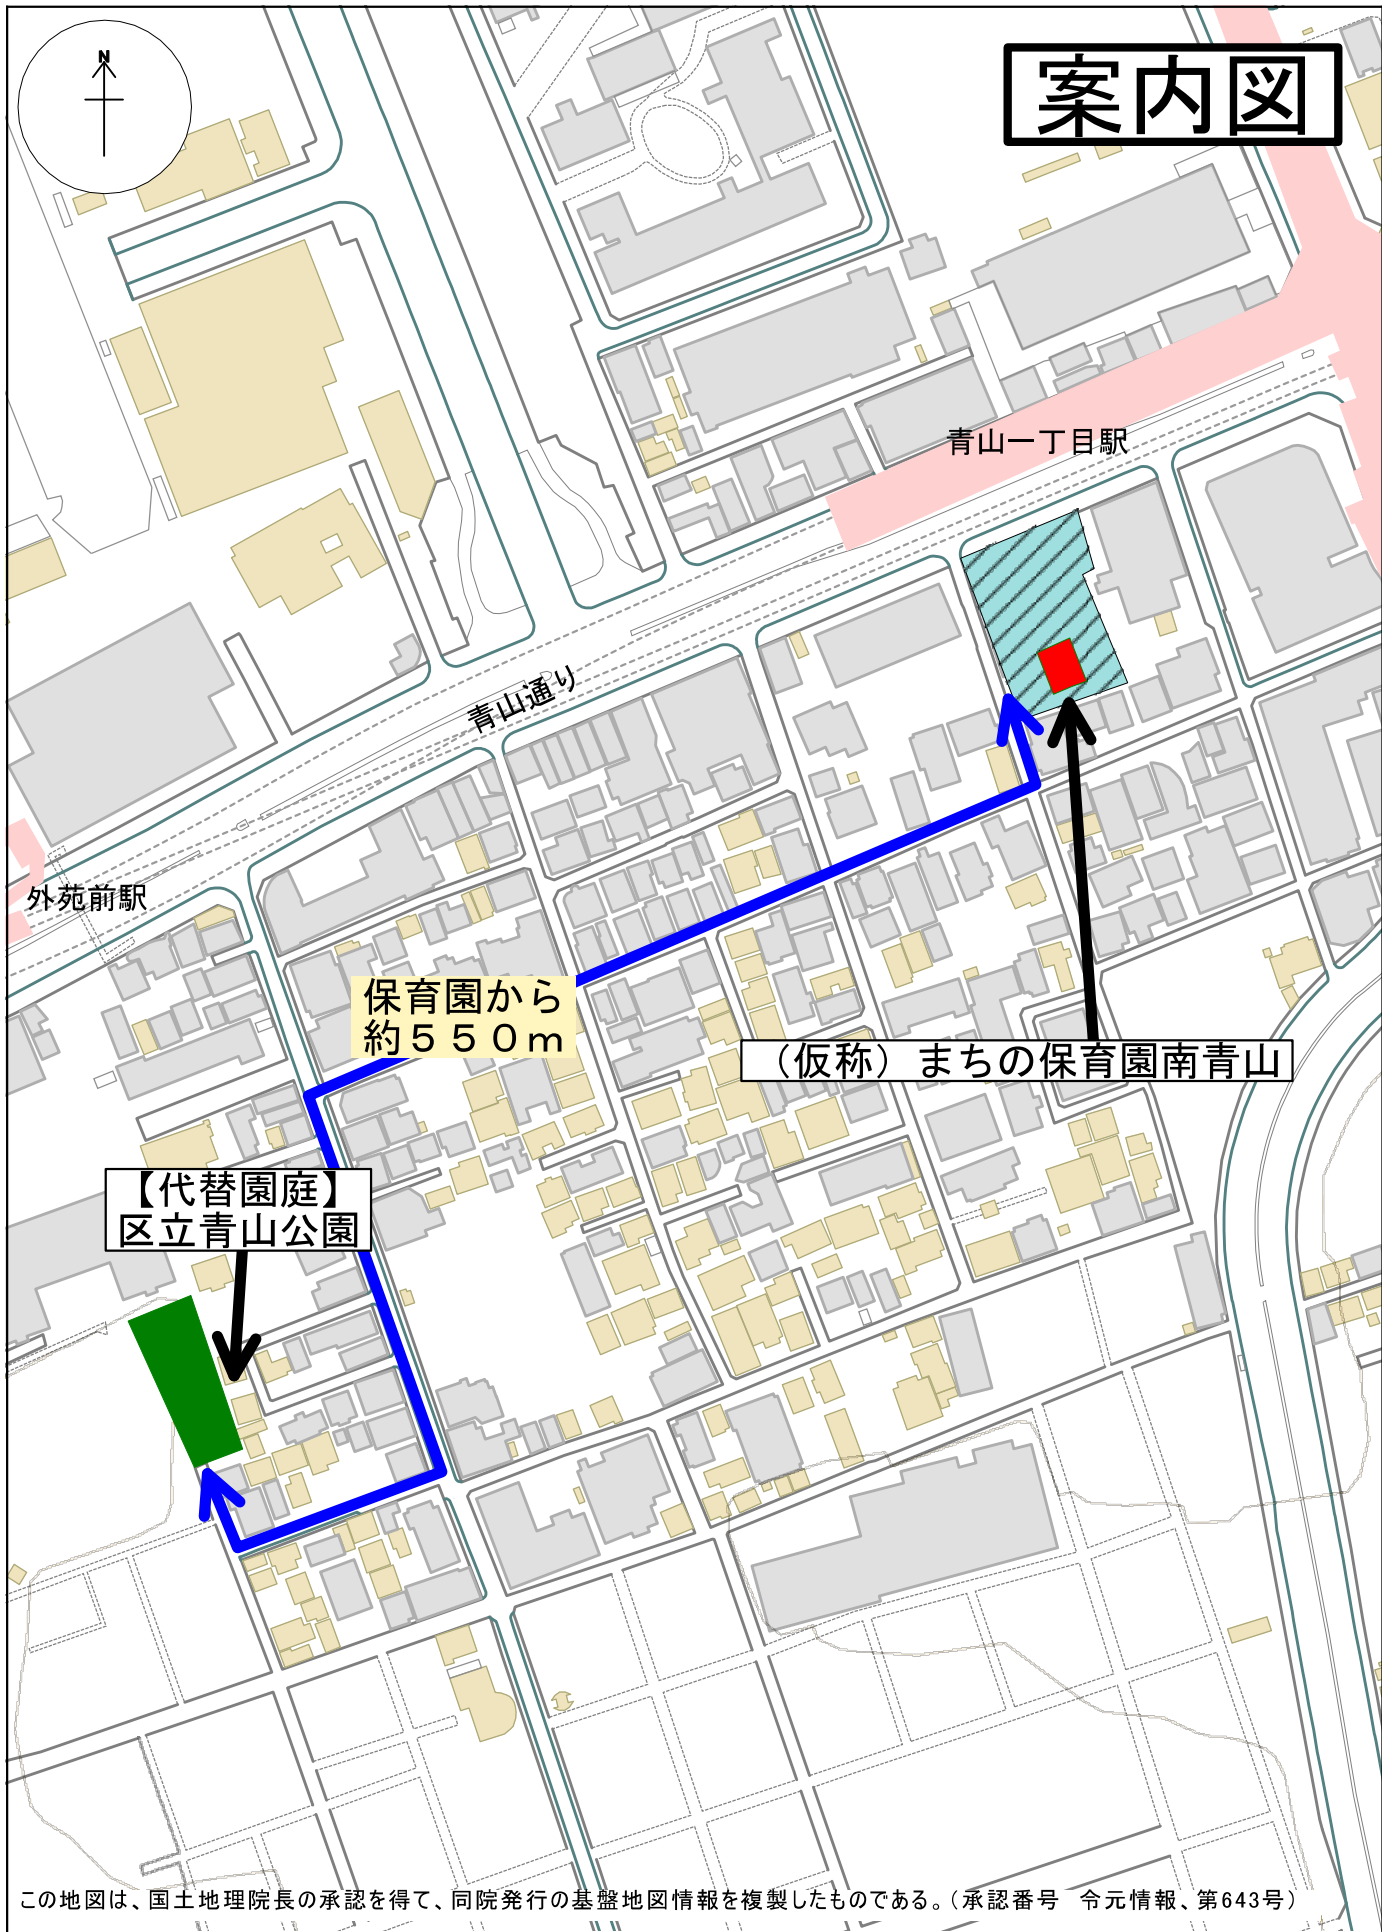 N
案内図
青山一丁目駅
青山通り
外苑前駅
保育園から
約５５０ｍ
（仮称）まちの保育園南青山
【代替園庭】
区立青山公園
この地図は、国土地理院長の承認を得て、同院発行の基盤地図情報を複製したものである。（承認番号　令元情報、第643号）